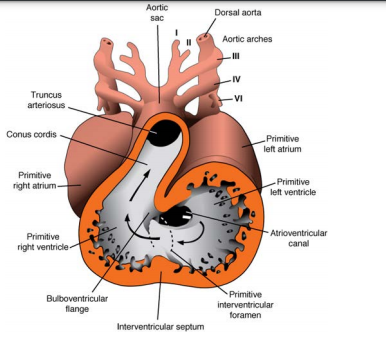 Aortic
sac
Dorsal aorta
I
II
Aortic arches
III
IV
VI
Truncus
arteriosus
Conus cordis
Primitive
left atrium
Primitive
right atrium
Primitive
left ventricle
Primitive
right ventricle
Atrioventricular
canal
Bulboventricular
flange
Primitive
interventricular
foramen
Interventricular septum